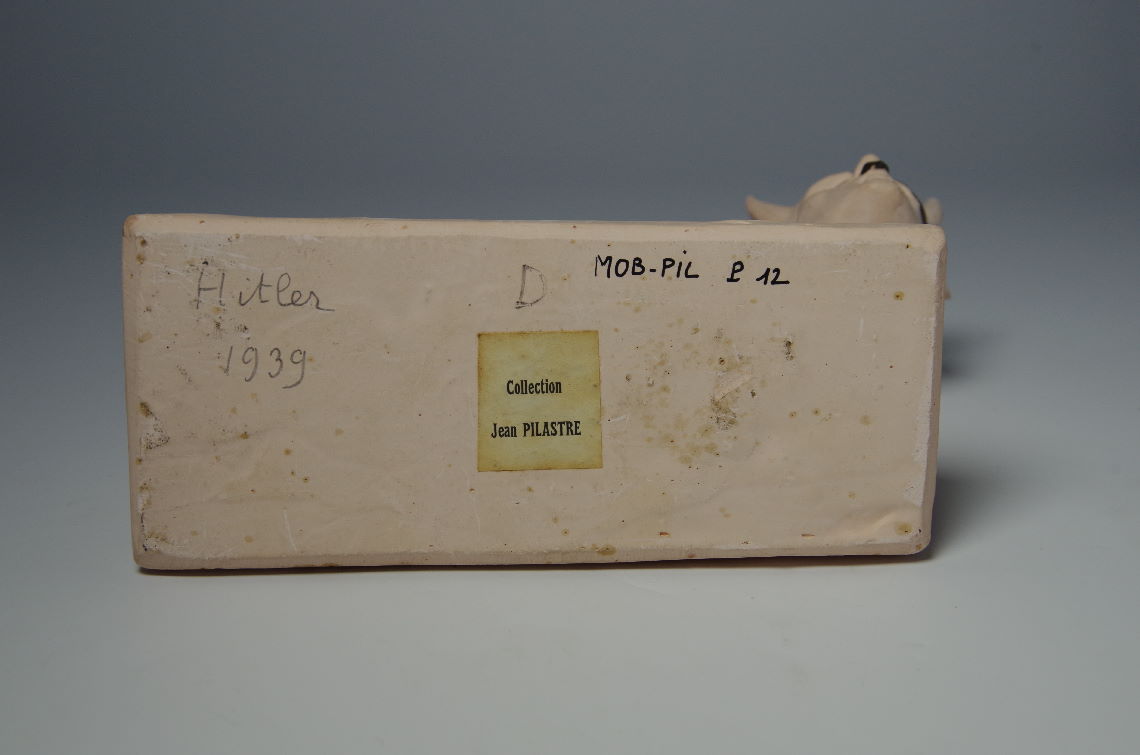 Hitler
1939
D
MOB-PiL P 12
Collection
Jean PILASTRE